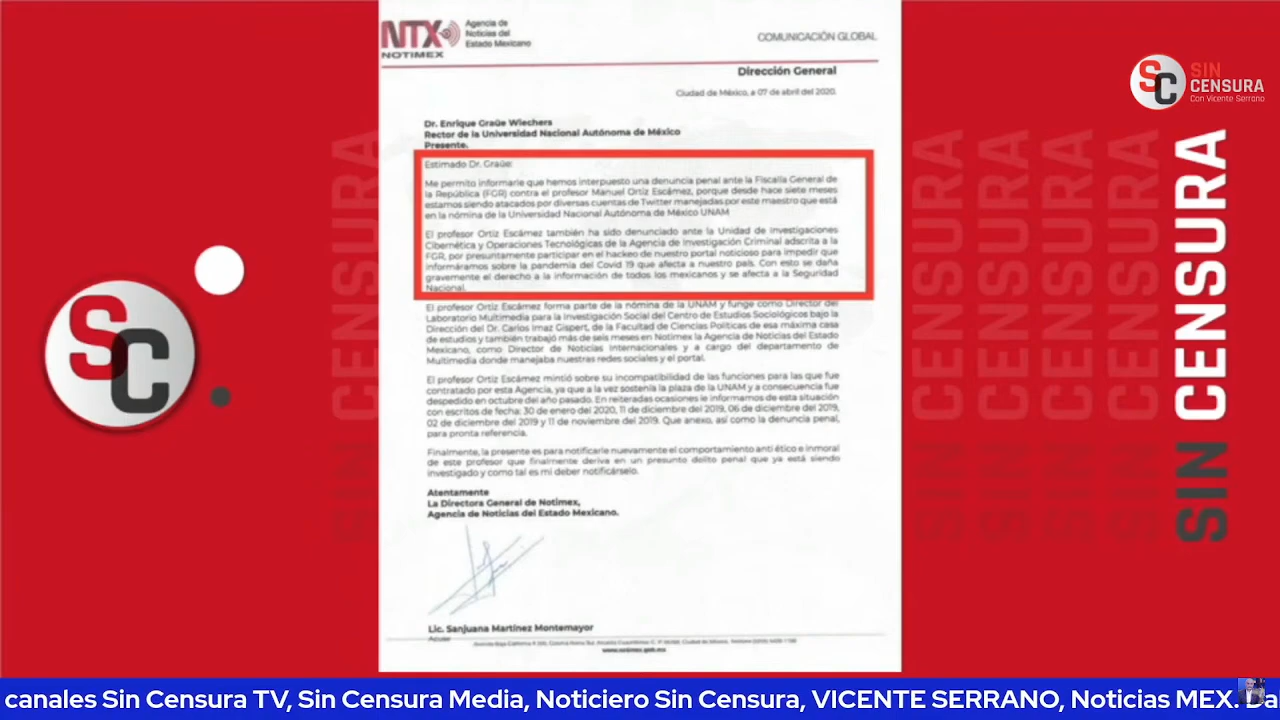 NTX
NOTIMEX
Agencia de
Noticias del
Estado Mexicano
COMUNICACIÓN GLOBAL
Dirección General
Ciudad de México, a 07 de abril del 2020.
Dr. Enrique Graüe Wiechers
Rector de la Universidad Nacional Autónoma de México
Presente.
Estimado Dr. Graüe:
Me permito informarle que hemos interpuesto una denuncia penal ante la Fiscalía General de
la República (FGR) contra el profesor Manuel Ortiz Escámez, porque desde hace siete meses
estamos siendo atacados por diversas cuentas de Twitter manejadas por este maestro que está
en la nómina de la Universidad Nacional Autónoma de México UNAM
El profesor Ortiz Escámez también ha sido denunciado ante la Unidad de Investigaciones
Cibernética y Operaciones Tecnológicas de la Agencia de Investigación Criminal adscrita a la
FGR, por presuntamente participar en el hackeo de nuestro portal noticioso para impedir que
informáramos sobre la pandemia del Covid 19 que afecta a nuestro país. Con esto se daña
gravemente el derecho a la información de todos los mexicanos y se afecta a la Seguridad
Nacional.
El profesor Ortiz Escámez forma parte de la nómina de la UNAM y funge como Director del
Laboratorio Multimedia para la Investigación Social del Centro de Estudios Sociológicos bajo la
Dirección del Dr. Carlos Imaz Gispert, de la Facultad de Ciencias Políticas de esa máxima casa
de estudios y también trabajó más de seis meses en Notimex la Agencia de Noticias del Estado
Mexicano, como Director de Noticias Internacionales y a cargo del departamento de
Multimedia donde manejaba nuestras redes sociales y el portal.
El profesor Ortiz Escámez mintió sobre su incompatibilidad de las funciones para las que fue
contratado por esta Agencia, ya que a la vez sostenía la plaza de la UNAM y a consecuencia fue
despedido en octubre del año pasado. En reiteradas ocasiones le informamos de esta situación
con escritos de fecha: 30 de enero del 2020, 11 de diciembre del 2019, 06 de diciembre del 2019,
02 de diciembre del 2019 y 11 de noviembre del 2019. Que anexo, así como la denuncia penal,
para pronta referencia.
Finalmente, la presente es para notificarle nuevamente el comportamiento anti ético e inmoral
de este profesor que finalmente deriva en un presunto delito penal que ya está siendo
investigado y como tal es mi deber notificárselo.
Atentamente
La Directora General de Notimex,
Agencia de Noticias del Estado Mexicano.
Lic. Sanjuana Martínez Montemayor
www.notimex.gob.mx
SC
SC
SIN
CENSURA
Con Vicente Serrano
SIN CENSURA
SIN CENSURA
SIN CENSURA
SIN CENSURA
SIN CENSURA
SIN CENSURA
canales Sin Censura TV, Sin Censura Media, Noticiero Sin Censura, VICENTE SERRANO, Noticias MEX. Da